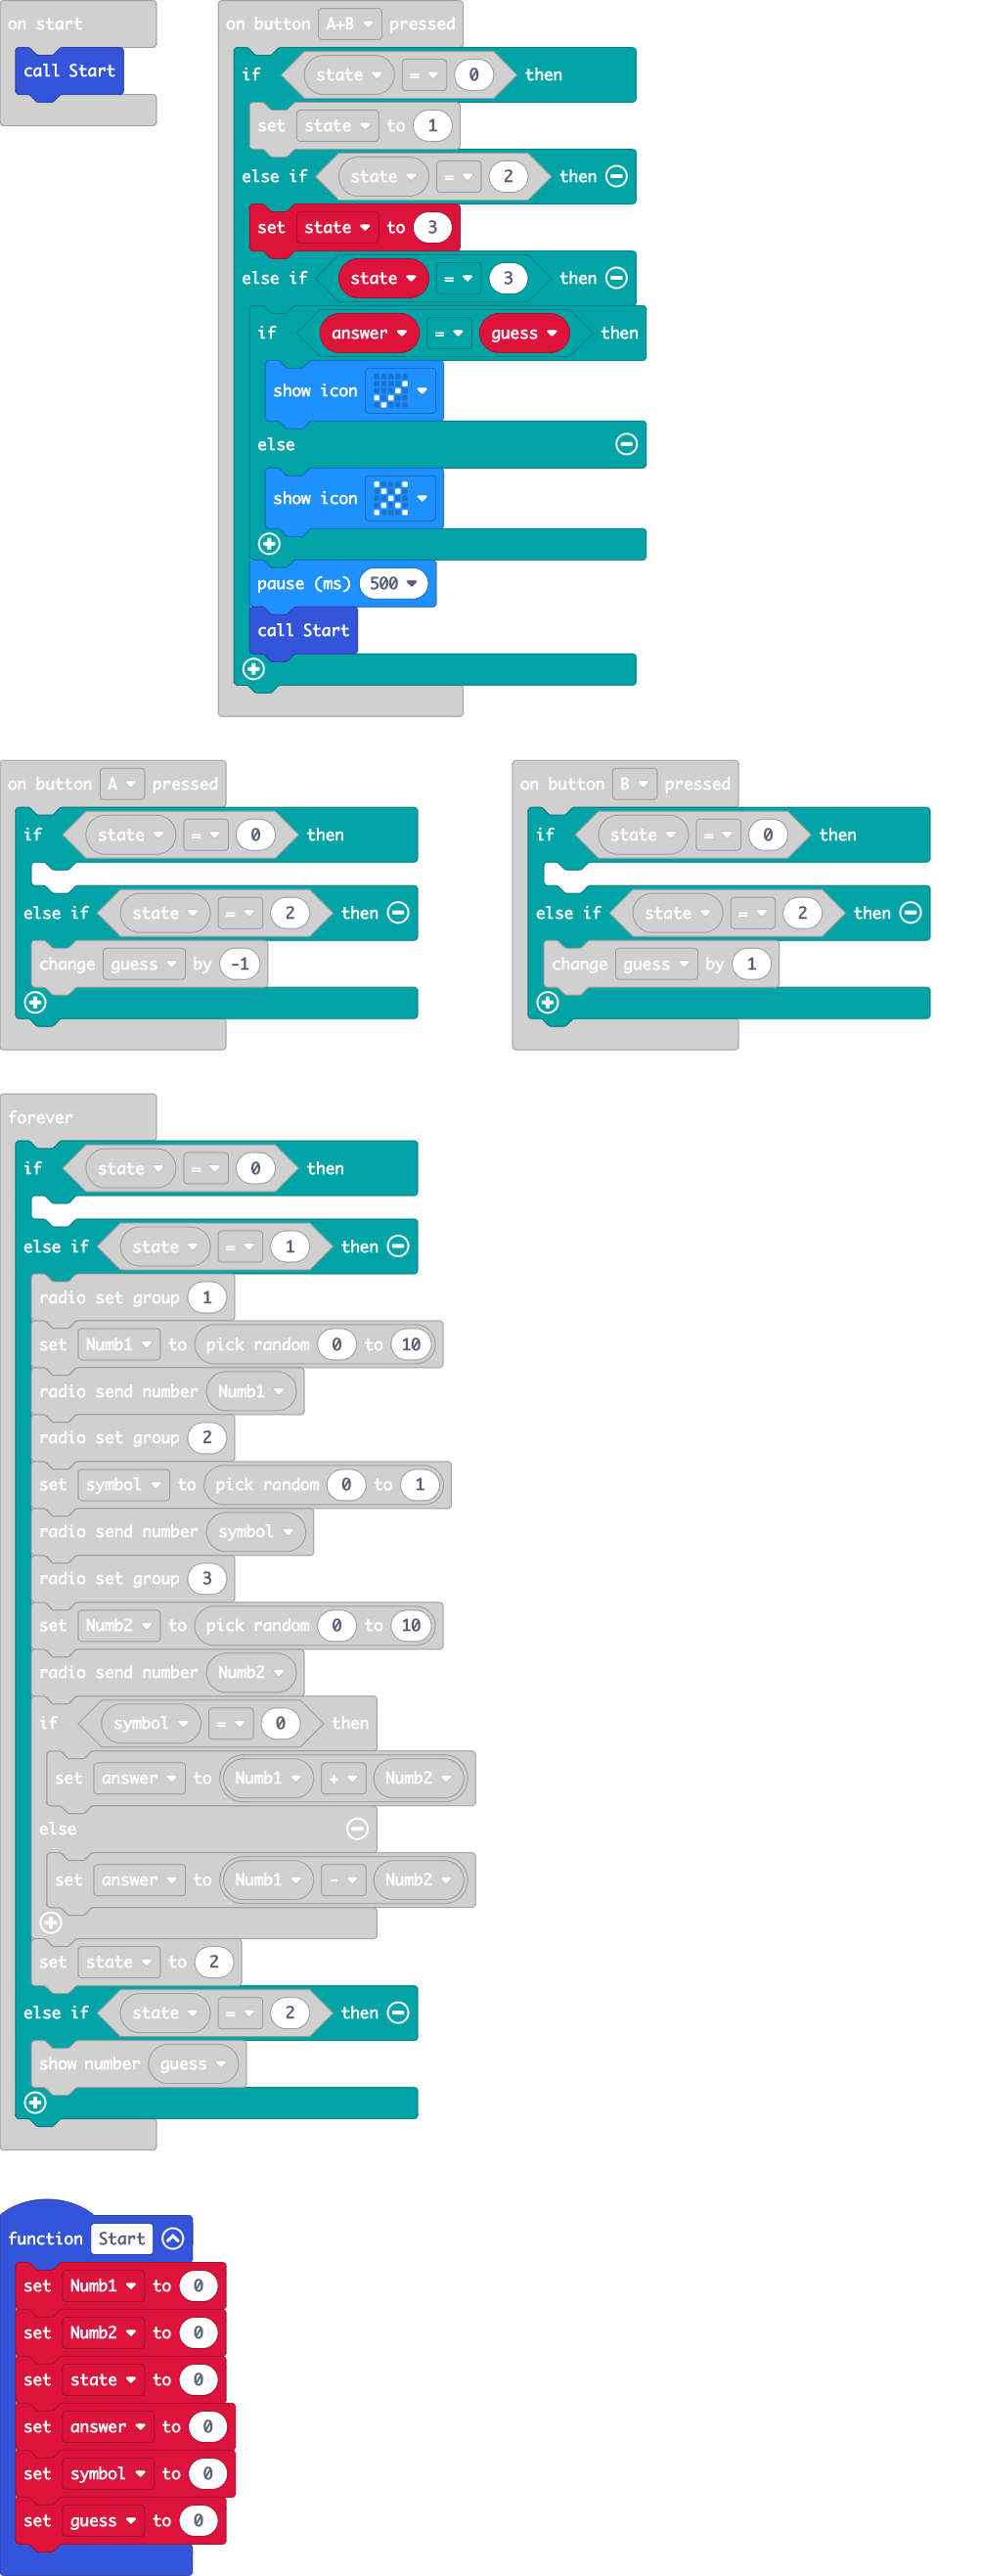 on start
call Start
on button A+B pressed
if state = 0 then
set state to 1
else if state = 2 then
set state to 3
else if state = 3 then
if answer = guess then
show icon
else
show icon
pause (ms) 500
call Start
on button A pressed
if state = 0 then
else if state = 2 then
change guess by -1
on button B pressed
if state = 0 then
else if state = 2 then
change guess by 1
forever
if state = 0 then
else if state = 1 then
radio set group 1
set Numb1 to pick random 0 to 10
radio send number Numb1
radio set group 2
set symbol to pick random 0 to 1
radio send number symbol
radio set group 3
set Numb2 to pick random 0 to 10
radio send number Numb2
if symbol = 0 then
set answer to Numb1 + Numb2
else
set answer to Numb1 - Numb2
set state to 2
else if state = 2 then
show number guess
function Start
set Numb1 to 0
set Numb2 to 0
set state to 0
set answer to 0
set symbol to 0
set guess to 0